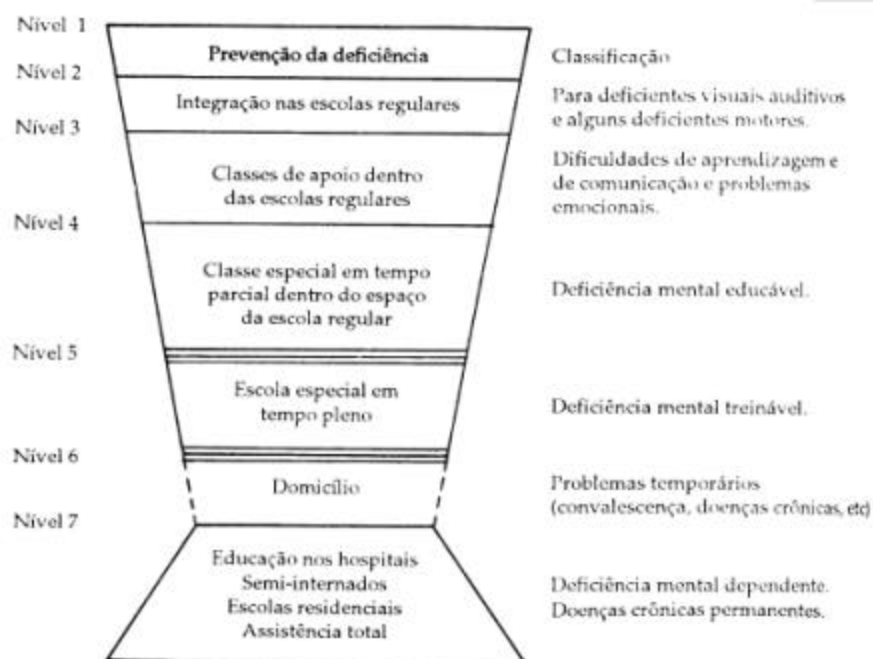 Nível 1
Prevenção da deficiência
Classificação
Nível 2
Integração nas escolas regulares
Para deficientes visuais auditivos
e alguns deficientes motores.
Nível 3
Classes de apoio dentro
das escolas regulares
Dificuldades de aprendizagem e
de comunicação e problemas
emocionais.
Nível 4
Classe especial em tempo
parcial dentro do espaço
da escola regular
Deficiência mental educável.
Nível 5
Escola especial em
tempo pleno
Deficiência mental treinável.
Nível 6
Domicílio
Problemas temporários
(convalescença, doenças crônicas, etc)
Nível 7
Educação nos hospitais
Semi-internados
Escolas residenciais
Assistência total
Deficiência mental dependente.
Doenças crônicas permanentes.